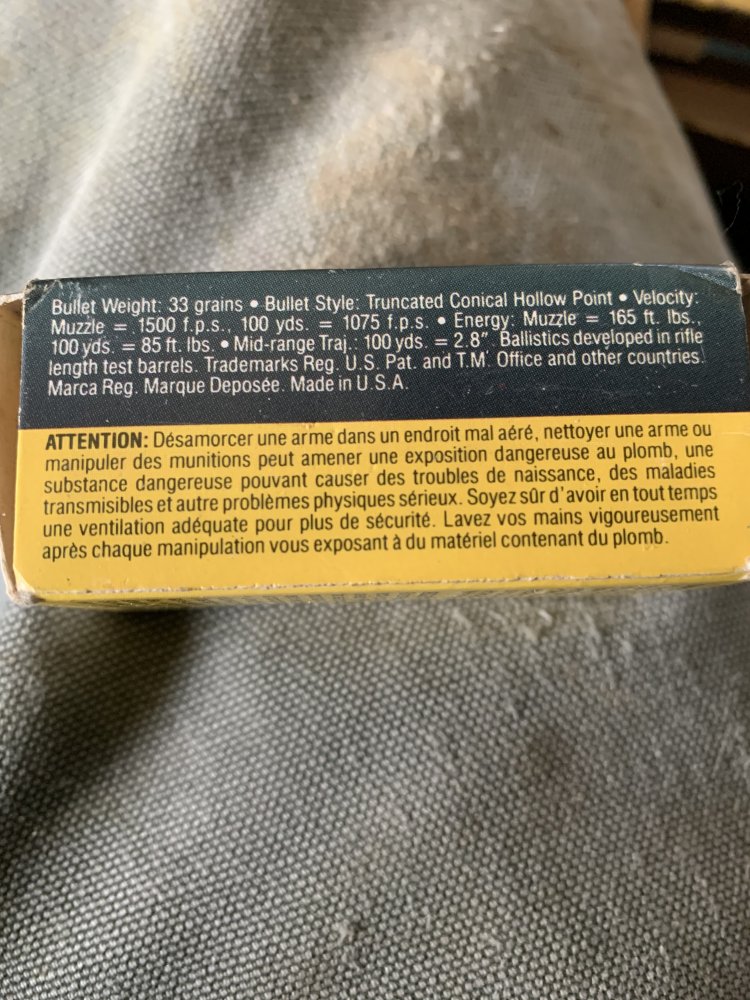 Bullet Weight: 33 grains • Bullet Style: Truncated Conical Hollow Point • Velocity:
Muzzle = 1500 f.p.s., 100 yds. = 1075 f.p.s. • Energy: Muzzle = 165 ft. lbs.,
100 yds. = 85 ft. lbs. • Mid-range Traj.: 100 yds. = 2.8". Ballistics developed in rifle
length test barrels. Trademarks Reg. U.S. Pat. and T.M. Office and other countries.
Marca Reg. Marque Deposée. Made in U.S.A.
ATTENTION: Désamorcer une arme dans un endroit mal aéré, nettoyer une arme ou
manipuler des munitions peut amener une exposition dangereuse au plomb, une
substance dangereuse pouvant causer des troubles de naissance, des maladies
transmisibles et autre problèmes physiques sérieux. Soyez sûr d'avoir en tout temps
une ventilation adéquate pour plus de sécurité. Lavez vos mains vigoureusement
après chaque manipulation vous exposant à du matériel contenant du plomb.